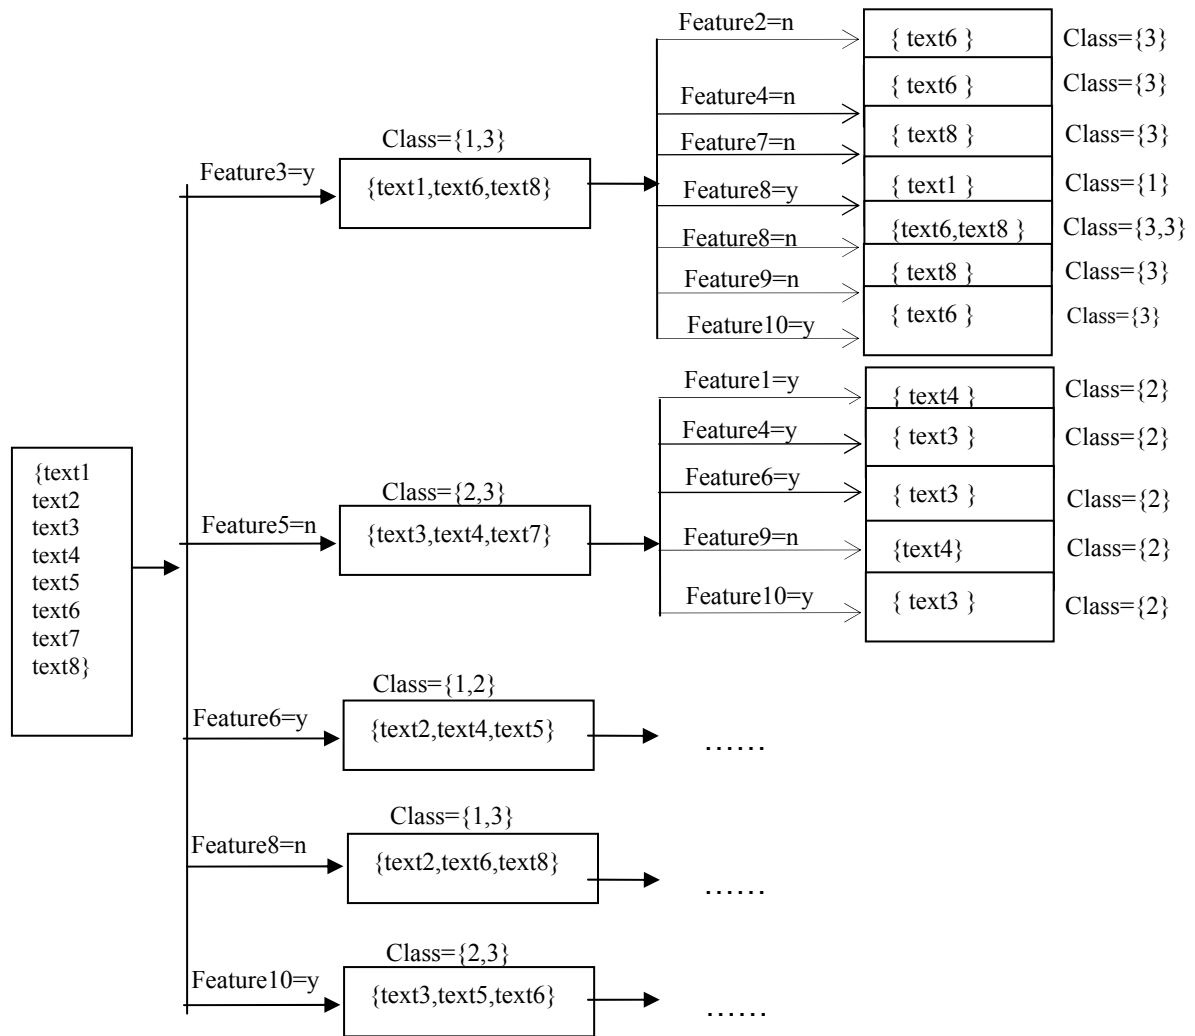 {text1
text2
text3
text4
text5
text6
text7
text8}
Feature3=y
Class={1,3}
{text1,text6,text8}
Feature2=n
{ text6 }
Class={3}
Feature4=n
{ text6 }
Class={3}
Feature7=n
{ text8 }
Class={3}
Feature8=y
{ text1 }
Class={1}
Feature8=n
{text6,text8 }
Class={3,3}
Feature9=n
{ text8 }
Class={3}
Feature10=y
{ text6 }
Class={3}
Feature5=n
Class={2,3}
{text3,text4,text7}
Feature1=y
{ text4 }
Class={2}
Feature4=y
{ text3 }
Class={2}
Feature6=y
{ text3 }
Class={2}
Feature9=n
{text4}
Class={2}
Feature10=y
{ text3 }
Class={2}
Feature6=y
Class={1,2}
{text2,text4,text5}
......
Feature8=n
Class={1,3}
{text2,text6,text8}
......
Feature10=y
Class={2,3}
{text3,text5,text6}
......